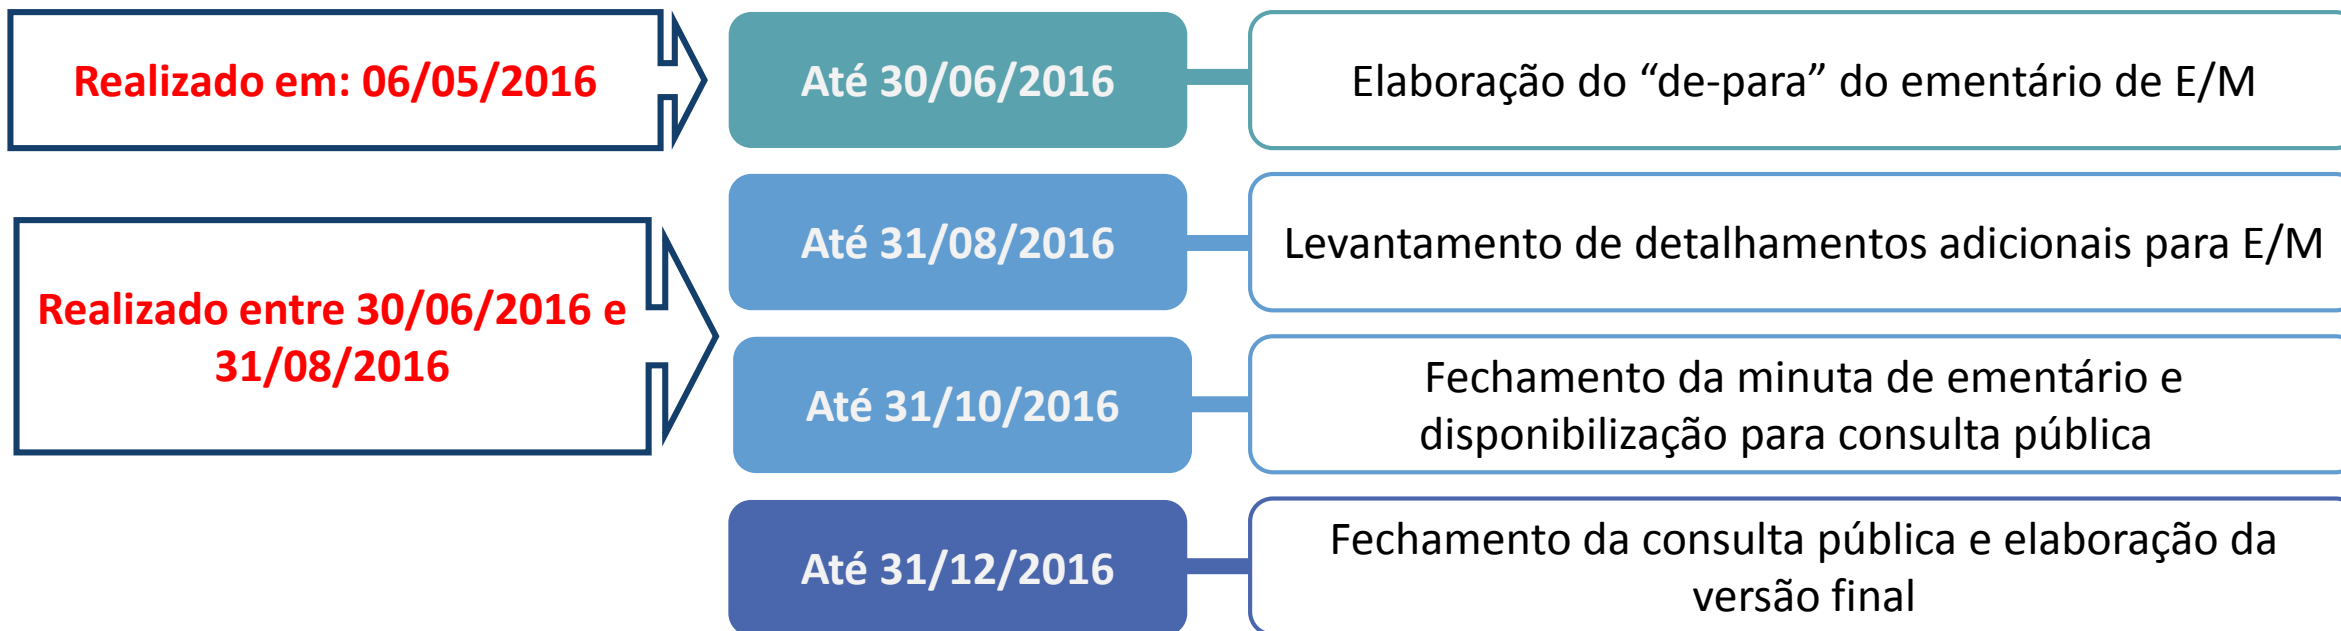 Realizado em: 06/05/2016
Até 30/06/2016
Elaboração do “de-para” do ementário de E/M
Até 31/08/2016
Levantamento de detalhamentos adicionais para E/M
Realizado entre 30/06/2016 e
31/08/2016
Até 31/10/2016
Fechamento da minuta de ementário e
disponibilização para consulta pública
Até 31/12/2016
Fechamento da consulta pública e elaboração da
versão final